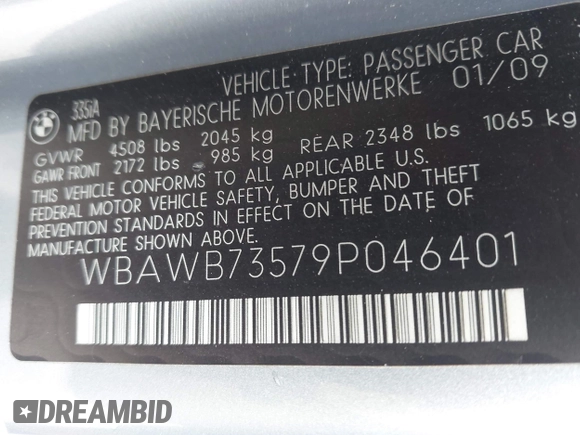 VEHICLE TYPE: PASSENGER CAR
335iA
MFD BY BAYERISCHE MOTORENWERKE 01/09
GVWR 4508 lbs 2045 kg
GAWR FRONT 2172 lbs - 985 kg REAR 2348 lbs 1065 kg
THIS VEHICLE CONFORMS TO ALL APPLICABLE U.S.
FEDERAL MOTOR VEHICLE SAFETY, BUMPER AND THEFT
PREVENTION STANDARDS IN EFFECT ON THE DATE OF
MANUFACTURE SHOWN ABOVE.
WBAWB73579P046401
DREAMBID